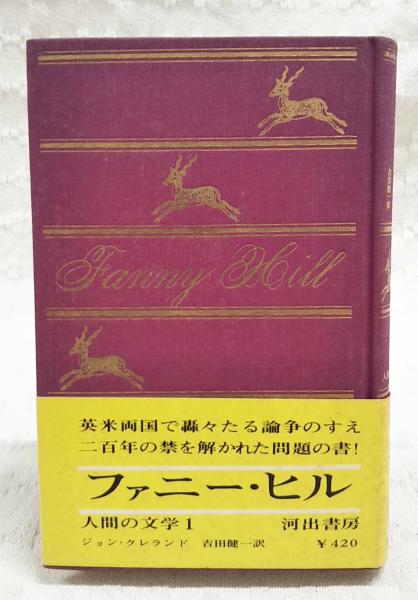 Fanny Hill
英米両国で轟々たる論争のすえ
二百年の禁を解かれた問題の書!
ファニー・ヒル
人間の文学1 河出書房
ジョン・クレランド 吉田健一訳 ¥420